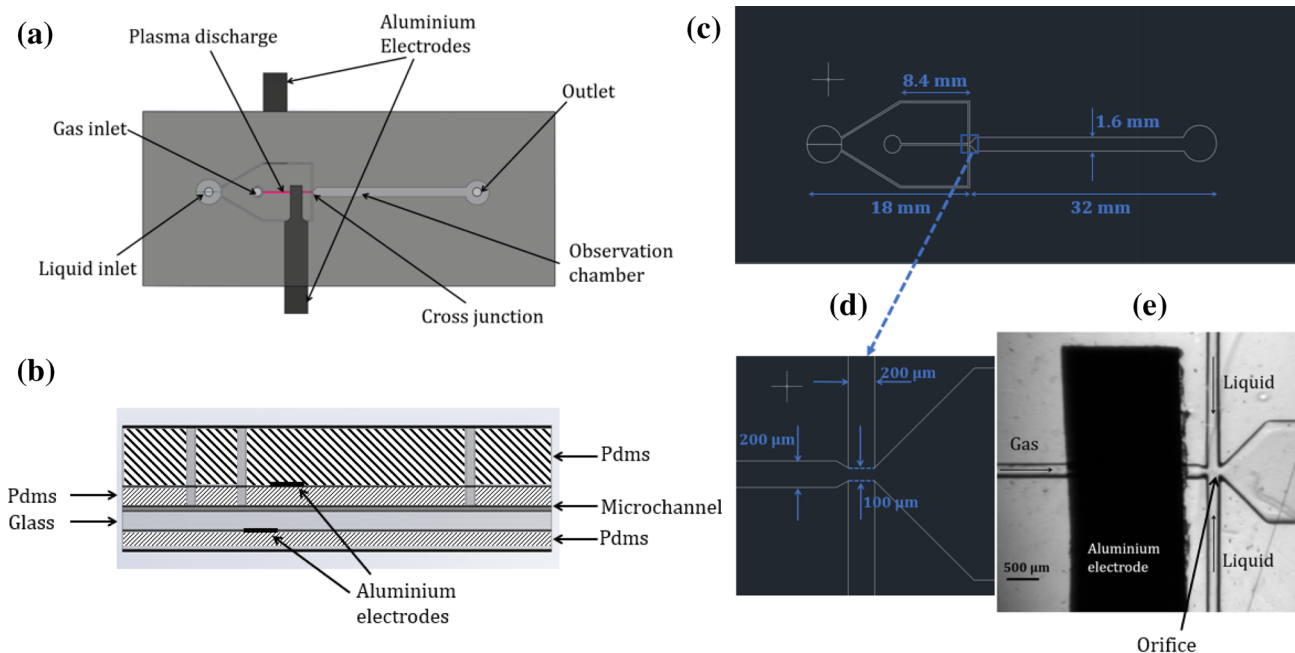 (a)
Plasma discharge
Aluminium
Electrodes
Gas inlet
Outlet
Liquid inlet
Observation
chamber
Cross junction
(b)
Pdms
Pdms
Glass
Microchannel
Pdms
Aluminium
electrodes
(c)
8.4 mm
1.6 mm
18 mm
32 mm
(d)
200 µm
200 µm
100 µm
(e)
Liquid
Gas
Aluminium
electrode
500 µm
Liquid
Orifice